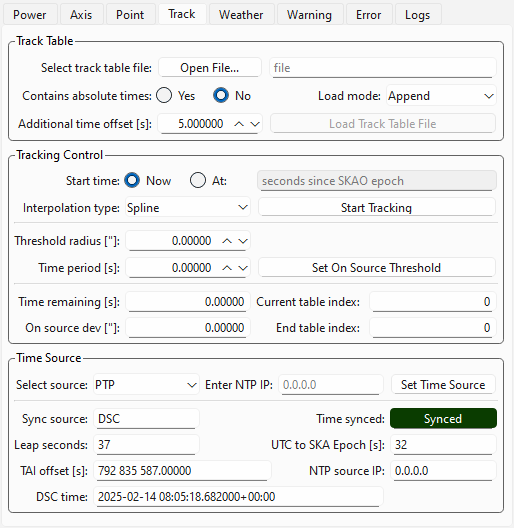 Power Axis Point Track Weather Warning Error Logs
Track Table
Select track table file: Open File... file
Contains absolute times: Yes No Load mode: Append
Additional time offset [s]: 5.000000 Load Track Table File
Tracking Control
Start time: Now At: seconds since SKAO epoch
Interpolation type: Spline Start Tracking
Threshold radius ["]: 0.00000
Time period [s]: 0.00000 Set On Source Threshold
Time remaining [s]: 0.00000 Current table index: 0
On source dev ["]: 0.00000 End table index: 0
Time Source
Select source: PTP Enter NTP IP: 0.0.0.0 Set Time Source
Sync source: DSC Time synced: Synced
Leap seconds: 37 UTC to SKA Epoch [s]: 32
TAI offset [s]: 792 835 587.00000 NTP source IP: 0.0.0.0
DSC time: 2025-02-14 08:05:18.682000+00:00